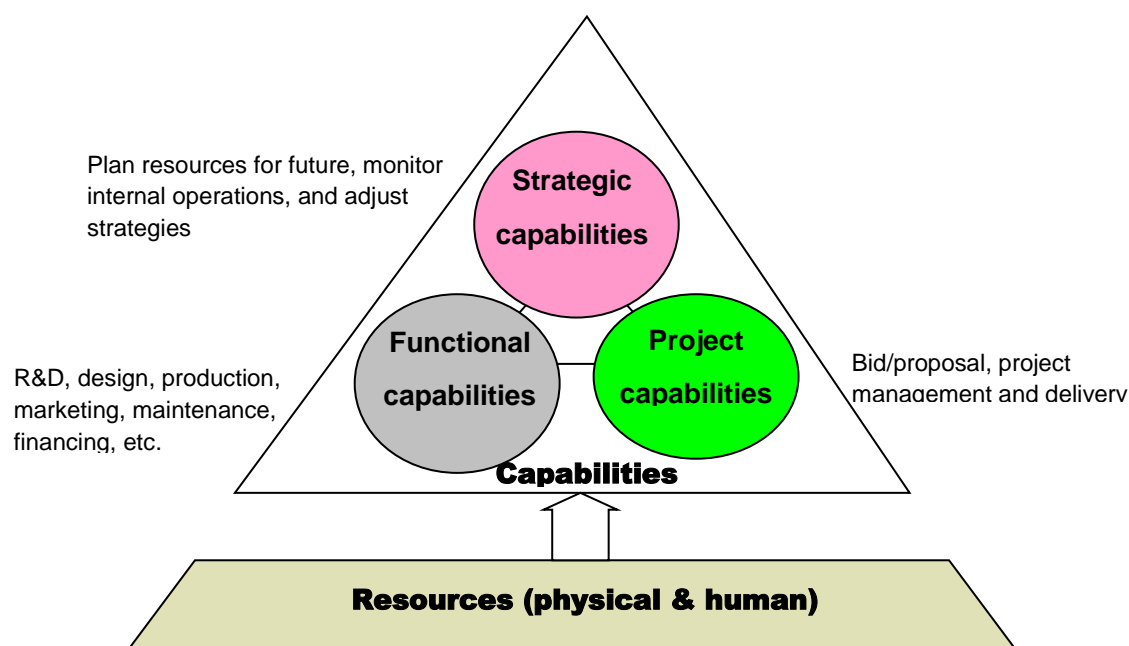 Strategic
capabilities
Plan resources for future, monitor
internal operations, and adjust
strategies
Functional
capabilities
Project
capabilities
R&D, design, production,
marketing, maintenance,
financing, etc.
Bid/proposal, project
management and delivery
Capabilities
Resources (physical & human)